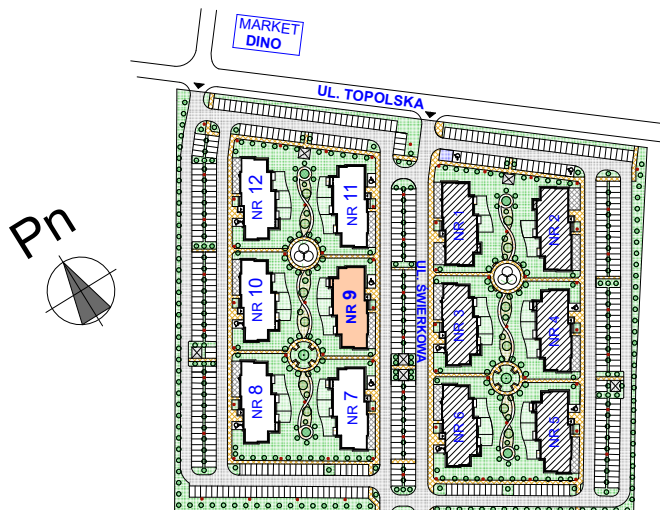 MARKET
DINO
UL. TOPOLSKA
Pn
NR 12
NR 11
NR 1
NR 2
NR 10
NR 9
UL. ŚWIERKOWA
NR 3
NR 4
NR 8
NR 7
NR 6
NR 5